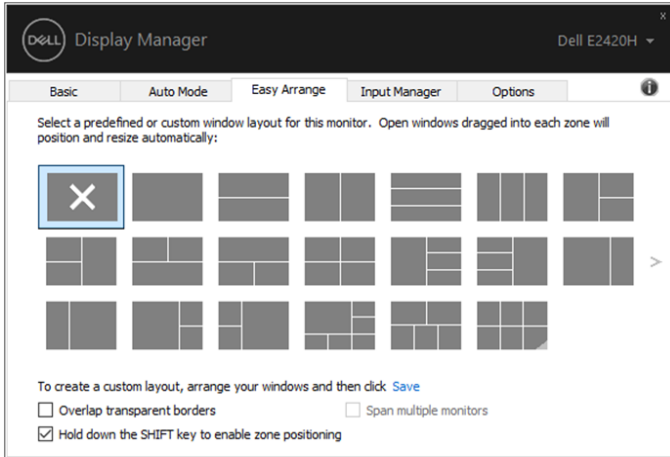 x
DELL Display Manager
Dell E2420H
Basic Auto Mode Easy Arrange Input Manager Options
Select a predefined or custom window layout for this monitor. Open windows dragged into each zone will
position and resize automatically:
To create a custom layout, arrange your windows and then click Save
Overlap transparent borders
Span multiple monitors
Hold down the SHIFT key to enable zone positioning